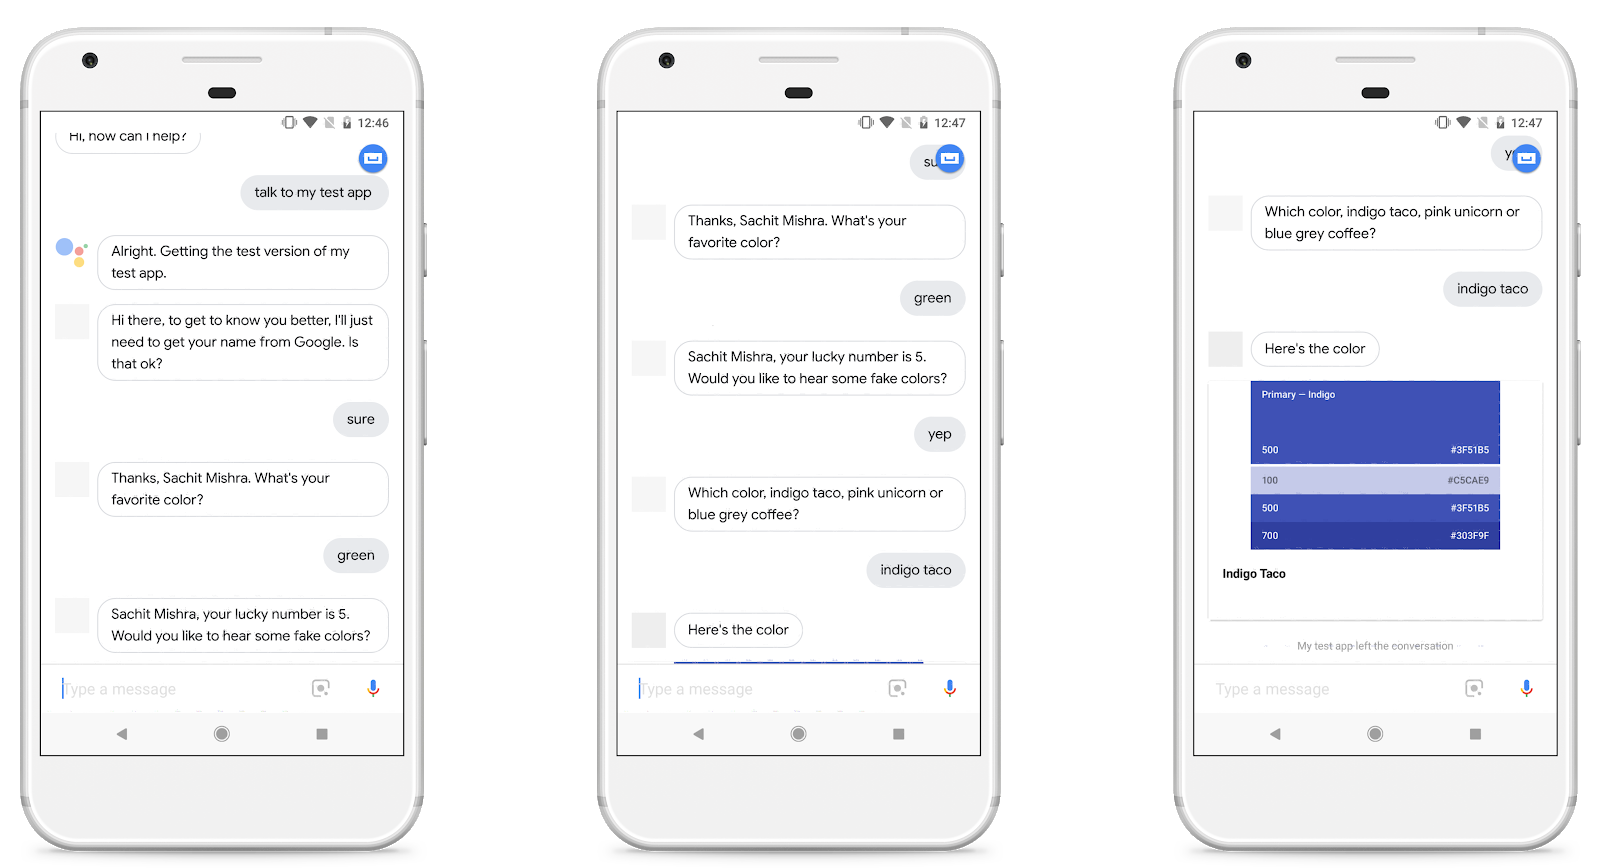 12:46
Hi, how can I help?
talk to my test app
Alright. Getting the test version of my
test app.
Hi there, to get to know you better, I'll just
need to get your name from Google. Is
that ok?
sure
Thanks, Sachit Mishra. What's your
favorite color?
green
Sachit Mishra, your lucky number is 5.
Would you like to hear some fake colors?
Type a message
12:47
su
Thanks, Sachit Mishra. What's your
favorite color?
green
Sachit Mishra, your lucky number is 5.
Would you like to hear some fake colors?
yep
Which color, indigo taco, pink unicorn or
blue grey coffee?
indigo taco
Here's the color
Type a message
12:47
y
Which color, indigo taco, pink unicorn or
blue grey coffee?
indigo taco
Here's the color
Primary – Indigo
500 #3F51B5
100 #C5CAE9
500 #3F51B5
700 #303F9F
Indigo Taco
My test app left the conversation
Type a message